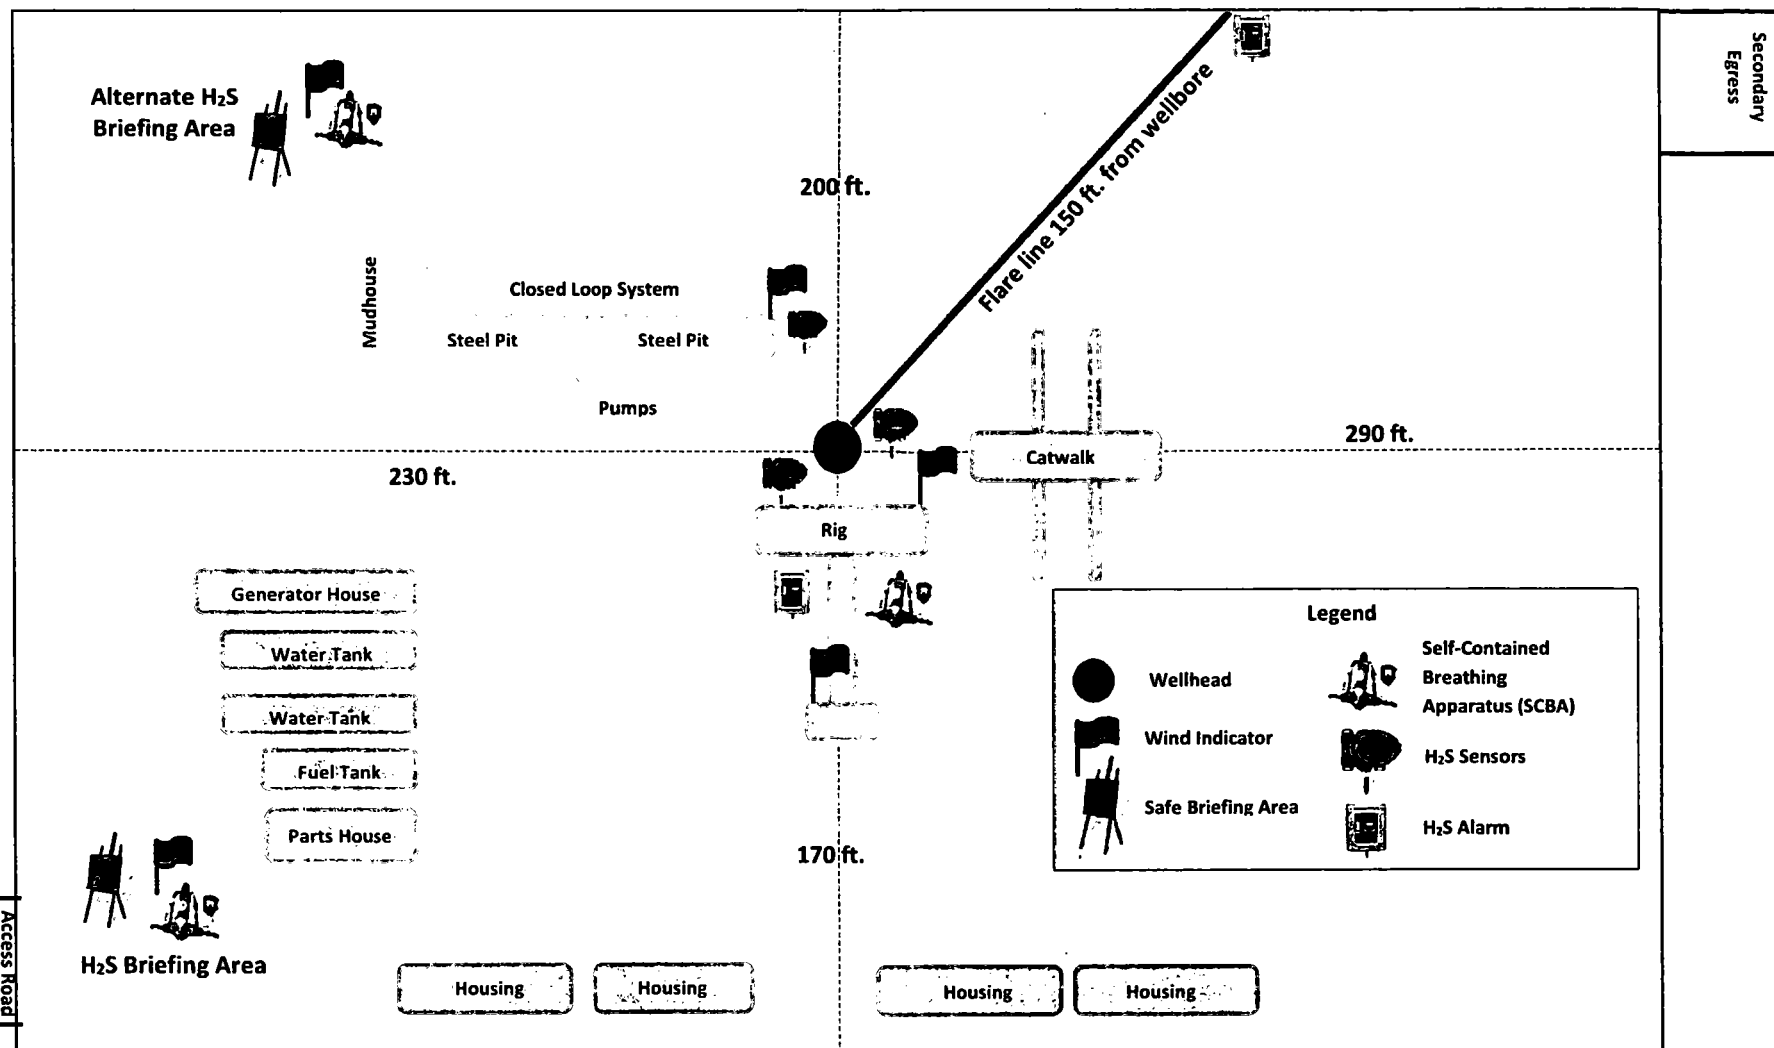 Secondary
Egress
Alternate H₂S
Briefing Area
Flare line 150 ft. from wellbore
200 ft.
Mudhouse
Closed Loop System
Steel Pit
Steel Pit
Pumps
290 ft.
Catwalk
230 ft.
Rig
Generator House
Water Tank
Water Tank
Fuel Tank
Parts House
170 ft.
Legend
Wellhead
Wind Indicator
Safe Briefing Area
Self-Contained
Breathing
Apparatus (SCBA)
H₂S Sensors
H₂S Alarm
Access Road
H₂S Briefing Area
Housing
Housing
Housing
Housing